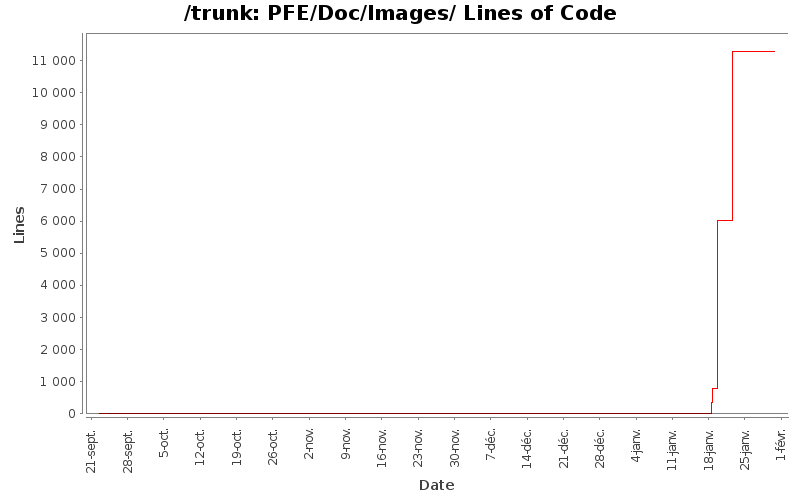 /trunk: PFE/Doc/Images/ Lines of Code
Lines
11 000
10 000
9 000
8 000
7 000
6 000
5 000
4 000
3 000
2 000
1 000
0
21-sept.
28-sept.
5-oct.
12-oct.
19-oct.
26-oct.
2-nov.
9-nov.
16-nov.
23-nov.
30-nov.
7-déc.
14-déc.
21-déc.
28-déc.
4-janv.
11-janv.
18-janv.
25-janv.
1-févr.
Date